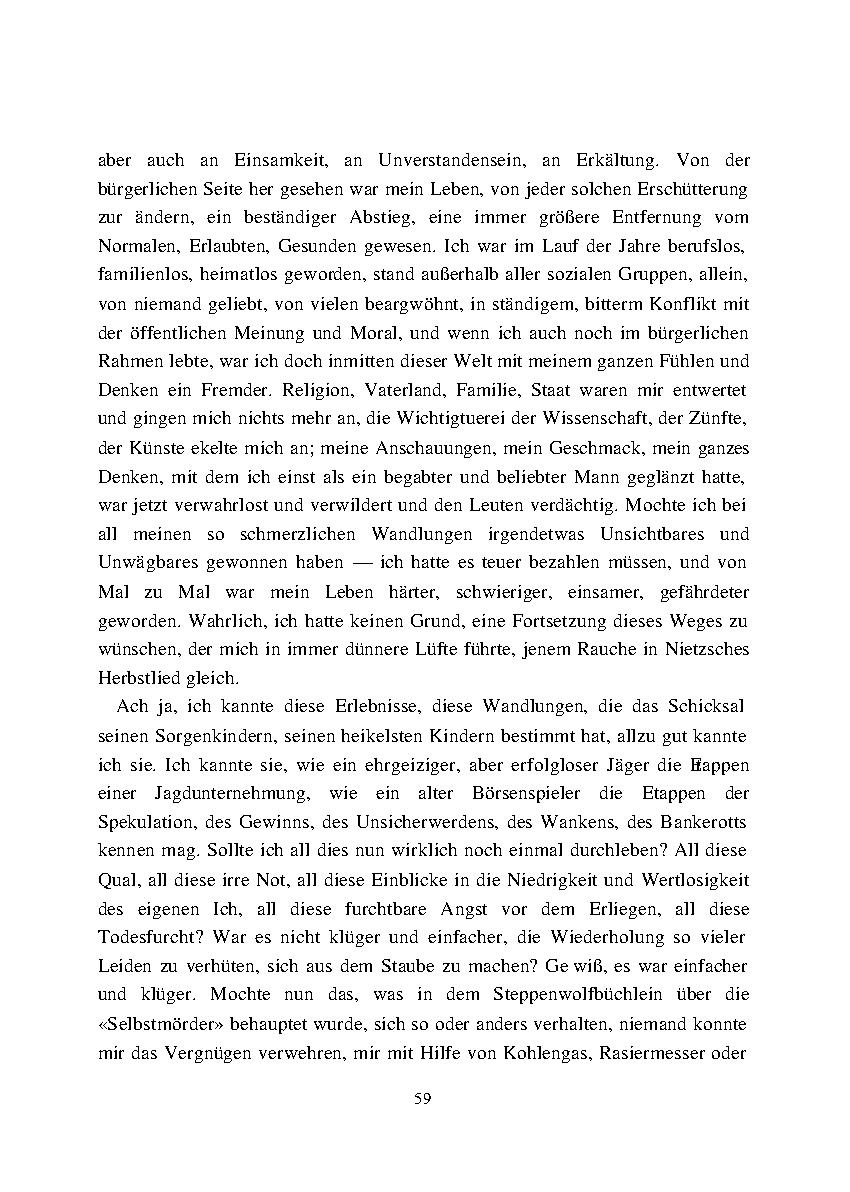 aber auch an Einsamkeit, an Unverstandensein, an Erkältung. Von der
bürgerlichen Seite her gesehen war mein Leben, von jeder solchen Erschütterung
zur ändern, ein beständiger Abstieg, eine immer größere Entfernung vom
Normalen, Erlaubten, Gesunden gewesen. Ich war im Lauf der Jahre berufslos,
familienlos, heimatlos geworden, stand außerhalb aller sozialen Gruppen, allein,
von niemand geliebt, von vielen beargwöhnt, in ständigem, bitterm Konflikt mit
der öffentlichen Meinung und Moral, und wenn ich auch noch im bürgerlichen
Rahmen lebte, war ich doch inmitten dieser Welt mit meinem ganzen Fühlen und
Denken ein Fremder. Religion, Vaterland, Familie, Staat waren mir entwertet
und gingen mich nichts mehr an, die Wichtigtuerei der Wissenschaft, der Zünfte,
der Künste ekelte mich an; meine Anschauungen, mein Geschmack, mein ganzes
Denken, mit dem ich einst als ein begabter und beliebter Mann geglänzt hatte,
war jetzt verwahrlost und verwildert und den Leuten verdächtig. Mochte ich bei
all meinen so schmerzlichen Wandlungen irgendetwas Unsichtbares und
Unwägbares gewonnen haben — ich hatte es teuer bezahlen müssen, und von
Mal zu Mal war mein Leben härter, schwieriger, einsamer, gefährdeter
geworden. Wahrlich, ich hatte keinen Grund, eine Fortsetzung dieses Weges zu
wünschen, der mich in immer dünnere Lüfte führte, jenem Rauche in Nietzsches
Herbstlied gleich.
Ach ja, ich kannte diese Erlebnisse, diese Wandlungen, die das Schicksal
seinen Sorgenkindern, seinen heikelsten Kindern bestimmt hat, allzu gut kannte
ich sie. Ich kannte sie, wie ein ehrgeiziger, aber erfolgloser Jäger die Etappen
einer Jagdunternehmung, wie ein alter Börsenspieler die Etappen der
Spekulation, des Gewinns, des Unsicherwerdens, des Wankens, des Bankerotts
kennen mag. Sollte ich all dies nun wirklich noch einmal durchleben? All diese
Qual, all diese irre Not, all diese Einblicke in die Niedrigkeit und Wertlosigkeit
des eigenen Ich, all diese furchtbare Angst vor dem Erliegen, all diese
Todesfurcht? War es nicht klüger und einfacher, die Wiederholung so vieler
Leiden zu verhüten, sich aus dem Staube zu machen? Gewiß, es war einfacher
und klüger. Mochte nun das, was in dem Steppenwolfbüchlein über die
«Selbstmörder» behauptet wurde, sich so oder anders verhalten, niemand konnte
mir das Vergnügen verwehren, mir mit Hilfe von Kohlengas, Rasiermesser oder
59